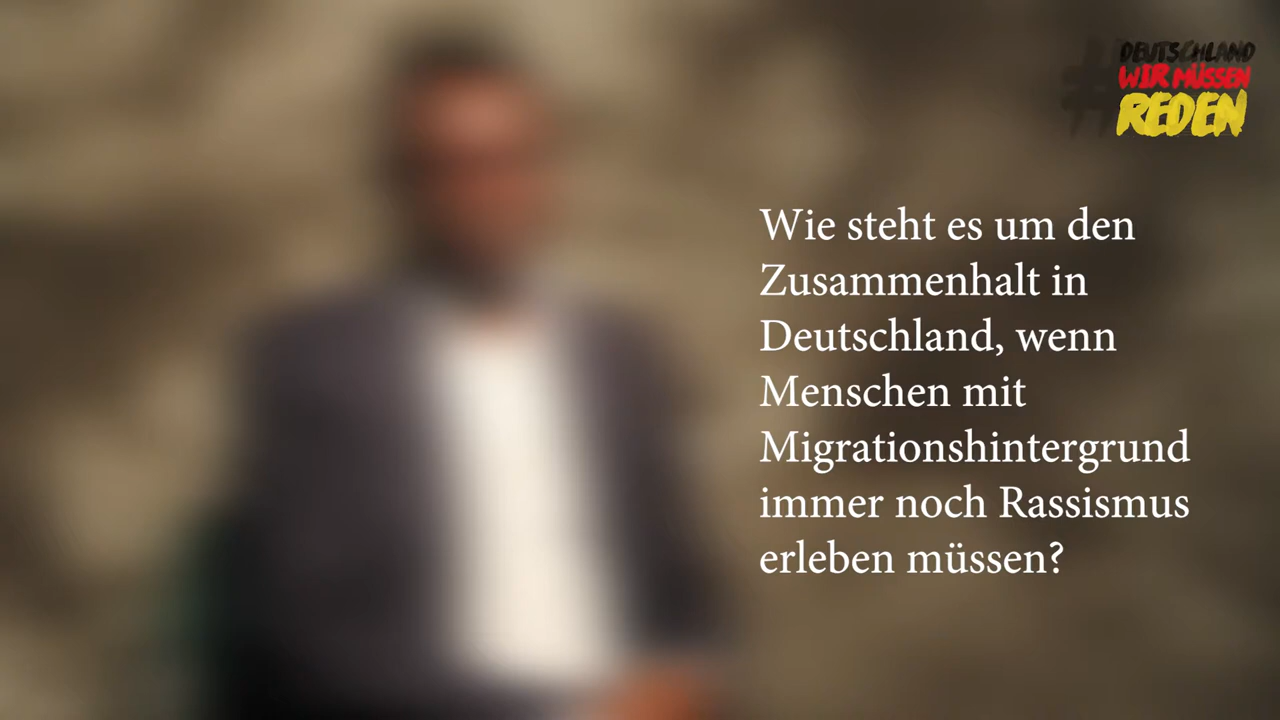 #DEUTSCHLAND
WIR MÜSSEN
REDEN
Wie steht es um den
Zusammenhalt in
Deutschland, wenn
Menschen mit
Migrationshintergrund
immer noch Rassismus
erleben müssen?